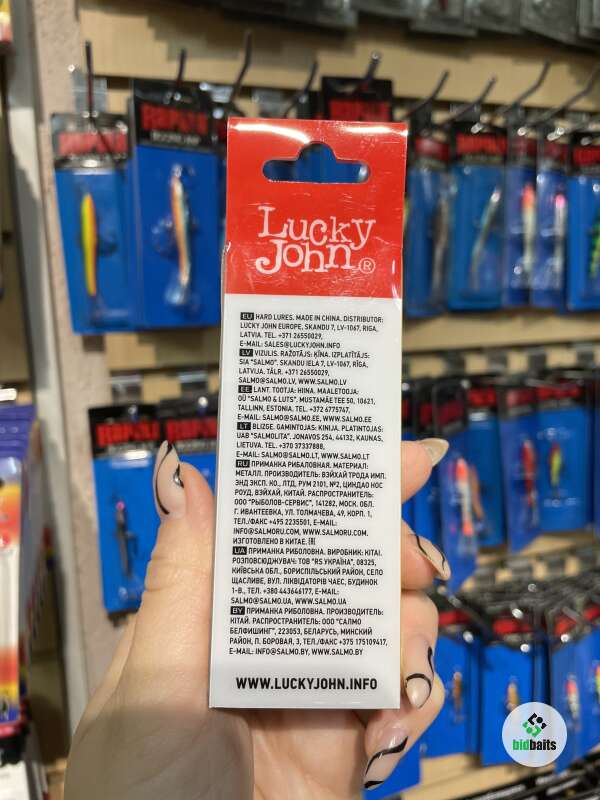 Lucky
John®
EU HARD LURES. MADE IN CHINA. DISTRIBUTOR:
LUCKY JOHN EUROPE, SKANDU 7, LV-1067, RIGA,
LATVIA. TEL. +371 26550029,
E-MAIL: SALES@LUCKYJOHN.INFO
LV VIZULIS. RAŽOTĀJS: ĶĪNA. IZPLATĪTĀJS:
SIA "SALMO", SKANDU IELA 7, LV-1067, RĪGA,
LATVIJA. TĀLR. +371 26550029,
SALMO@SALMO.LV, WWW.SALMO.LV
EE LANT. TOOTJA: HIINA. MAALETOOJA:
OÜ "SALMO & LUTS". MUSTAMÄE TEE 50, 10621,
TALLINN, ESTONIA. TEL. +372 6775747,
E-MAIL: SALMO@SALMO.EE, WWW.SALMO.EE
LT BLIZGE. GAMINTOJAS: KINIJA. PLATINTOJAS:
UAB "SALMOLITA", JONAVOS 254, 44132, KAUNAS,
LIETUVA. TEL. +370 37337888,
E-MAIL: SALMO@SALMO.LT, WWW.SALMO.LT
RU ПРИМАНКА РЫБОЛОВНАЯ. МАТЕРИАЛ:
МЕТАЛЛ. ПРОИЗВОДИТЕЛЬ: ВЭЙХАЙ ТРОДА ИМП.
ЭНД ЭКСП. КО., ЛТД, РУМ 2101, №2, ЦИНДАО НОС
РОУД, ВЭЙХАЙ, КИТАЙ. РАСПРОСТРАНИТЕЛЬ:
ООО "РЫБОЛОВ-СЕРВИС", 141282, МОСК. ОБЛ.
Г. ИВАНТЕЕВКА, УЛ. ТОЛМАЧЕВА, 49, КОРП. 1,
ТЕЛ./ФАКС +495 2235501, E-MAIL:
INFO@SALMORU.COM, WWW.SALMORU.COM.
ИЗГОТОВЛЕНО В КИТАЕ. EAC
UA ПРИМАНКА РИБОЛОВНА. ВИРОБНИК: КІТАІ.
РОЗПОВСЮДЖУВАЧ: ТОВ "RS УКРАЇНА", 08325,
КИЇВСЬКА ОБЛ., БОРИСПІЛЬСЬКИЙ РАЙОН, СЕЛО
ЩАСЛИВЕ, ВУЛ. ЛІКВІДАТОРІВ ЧАЕС, БУДИНОК
1-В., ТЕЛ. +380 443646177, E-MAIL:
SALMO@SALMO.UA, WWW.SALMO.UA
BY ПРИМАНКА РИБОЛОВНА. ПРОИЗВОДИТЕЛЬ:
КІТАЙ. РАСПРОСТРАНИТЕЛЬ: ООО "САЛМО
БЕЛФИШИНГ", 223053, БЕЛАРУСЬ, МИНСКИЙ
РАЙОН, П. БОРОВАЯ, 3, ТЕЛ./ФАКС +375 175109417,
E-MAIL: INFO@SALMO.BY, WWW.SALMO.BY
WWW.LUCKYJOHN.INFO
RAPALA
RAPALA
bidbaits